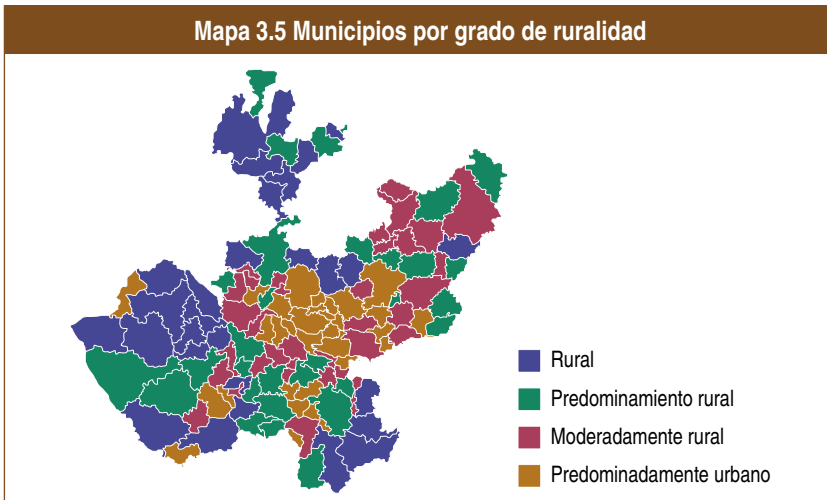 Mapa 3.5 Municipios por grado de ruralidad
Rural
Predominamiento rural
Moderadamente rural
Predominadamente urbano